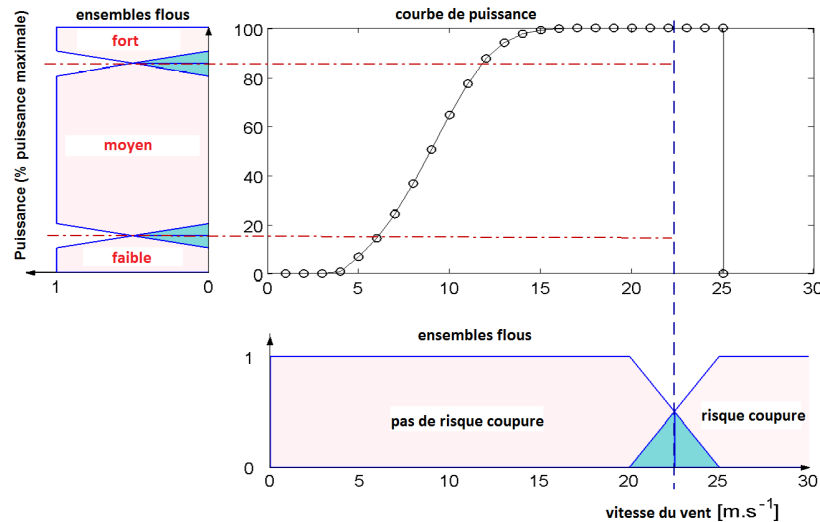 ensembles flous
courbe de puissance
Puissance (% puissance maximale)
fort
moyen
faible
1
0
100
80
60
40
20
0
0
5
10
15
20
25
30
ensembles flous
1
0
pas de risque coupure
risque coupure
0
5
10
15
20
25
30
vitesse du vent [m.s⁻¹]